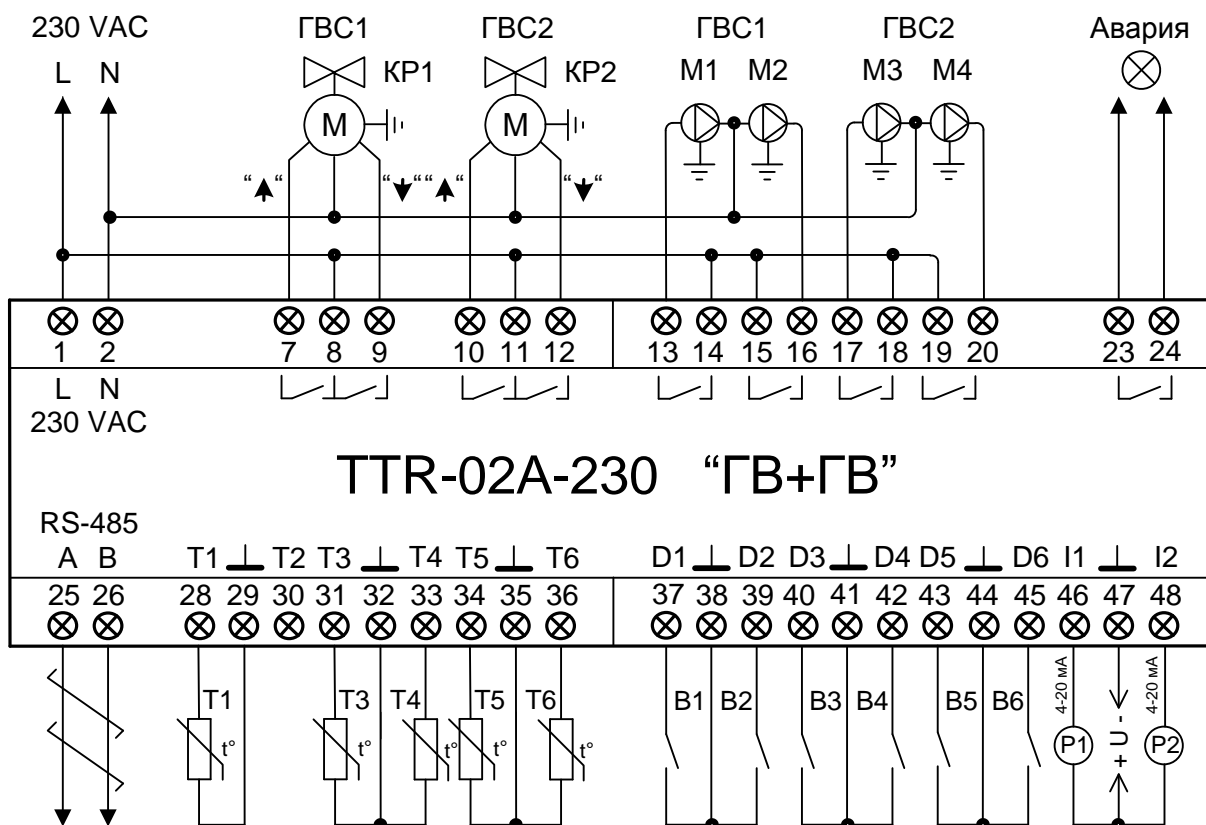 230 VAC ГВС1 ГВС2 ГВС1 ГВС2 Авария
L N КР1 КР2 М1 М2 М3 М4
М М
“ “ “ “ “ “ “ “
1 2 7 8 9 10 11 12 13 14 15 16 17 18 19 20 23 24
L N
230 VAC
TTR-02A-230 “ГВ+ГВ”
RS-485
A B T1 T2 T3 T4 T5 T6 D1 D2 D3 D4 D5 D6 I1 I2
25 26 28 29 30 31 32 33 34 35 36 37 38 39 40 41 42 43 44 45 46 47 48
T1 T3 T4 T5 T6 B1 B2 B3 B4 B5 B6 4-20 мА 4-20 мА
t° t° t° t° t° P1 + U - P2